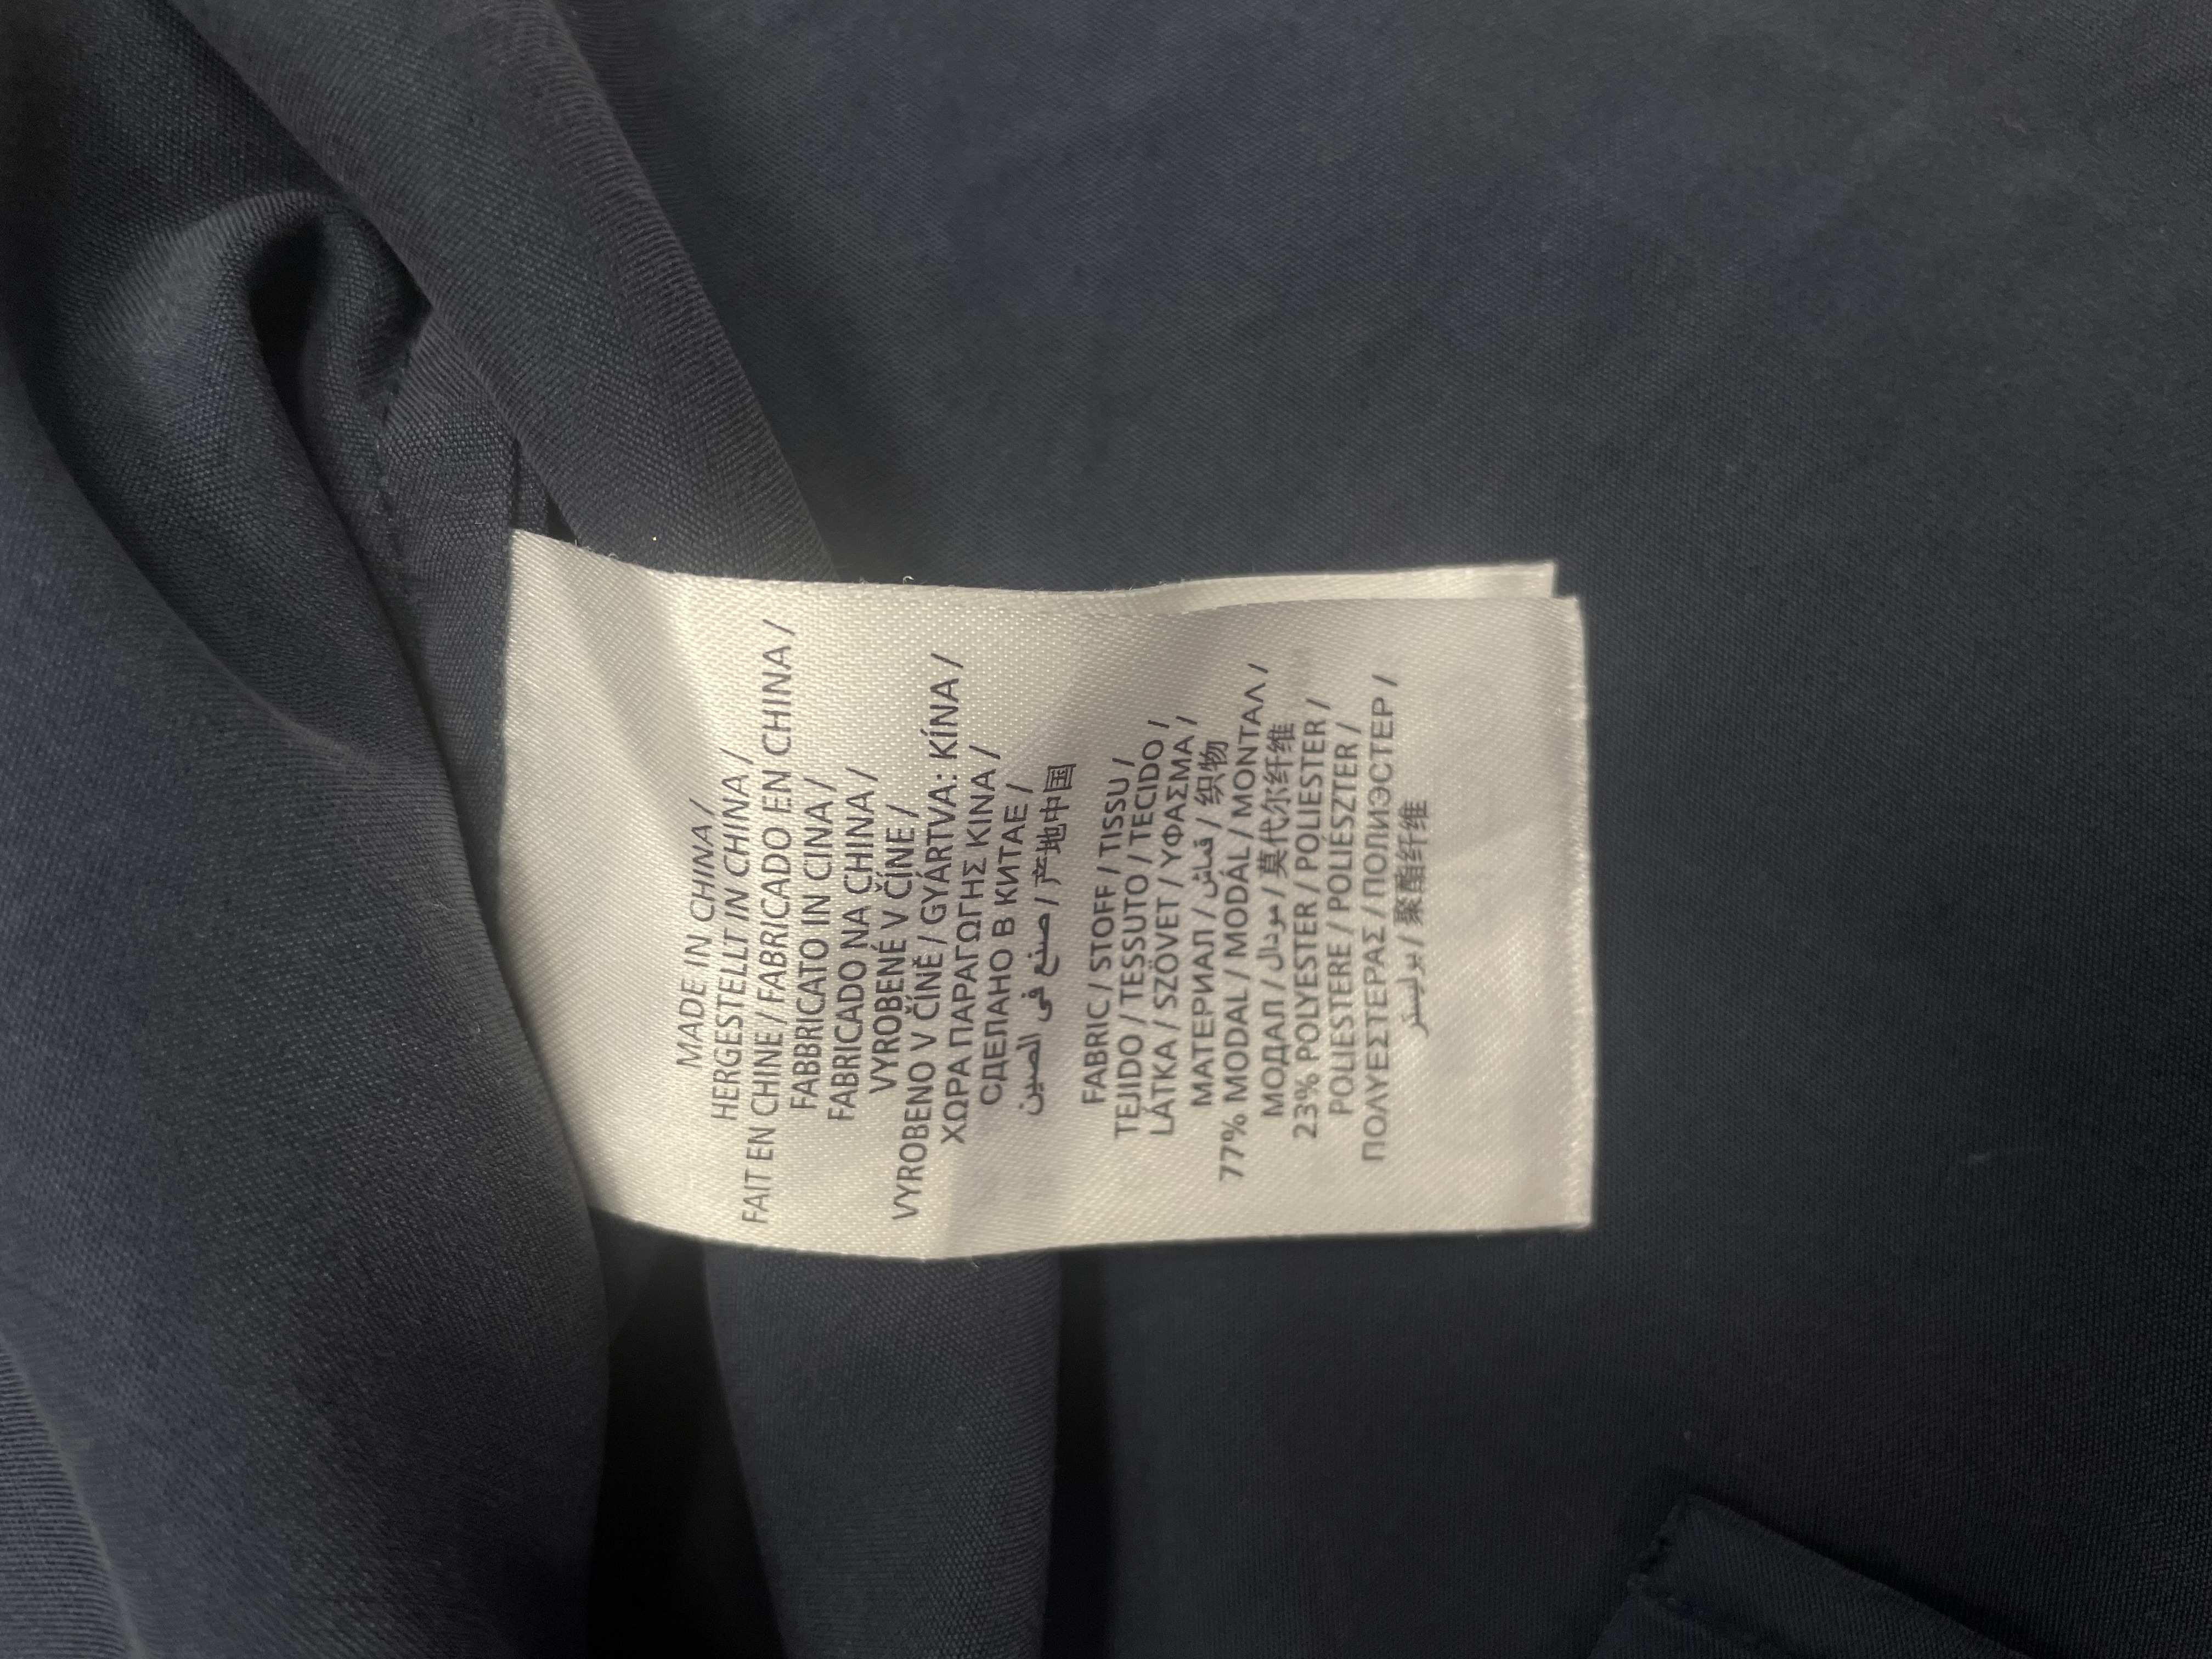 MADE IN CHINA /
HERGESTELLT IN CHINA /
FAIT EN CHINE / FABRICADO EN CHINA /
FABBRICATO IN CINA /
FABRICADO NA CHINA /
VYROBENÉ V ČÍNE /
VYROBENO V ČÍNĚ / GYÁRTVA: KÍNA /
ΧΩΡΑ ΠΑΡΑΓΩΓΗΣ ΚΙΝΑ /
СДЕЛАНО В КИТАЕ /
صنع في الصين / 产地中国
FABRIC / STOFF / TISSU /
TEJIDO / TESSUTO / TECIDO /
LÁTKA / SZÖVET / ΥΦΑΣΜΑ /
МАТЕРИАЛ / قماش / 织物
77% MODAL / MODÁL / ΜΟΝΤΑΛ /
МОДАЛ / مودال / 莫代尔纤维
23% POLYESTER / POLIESTER /
POLIESTERE / POLIÉSZTER /
ΠΟΛΥΕΣΤΕΡΑΣ / ПОЛИЭСТЕР /
بوليستر / 聚酯纤维